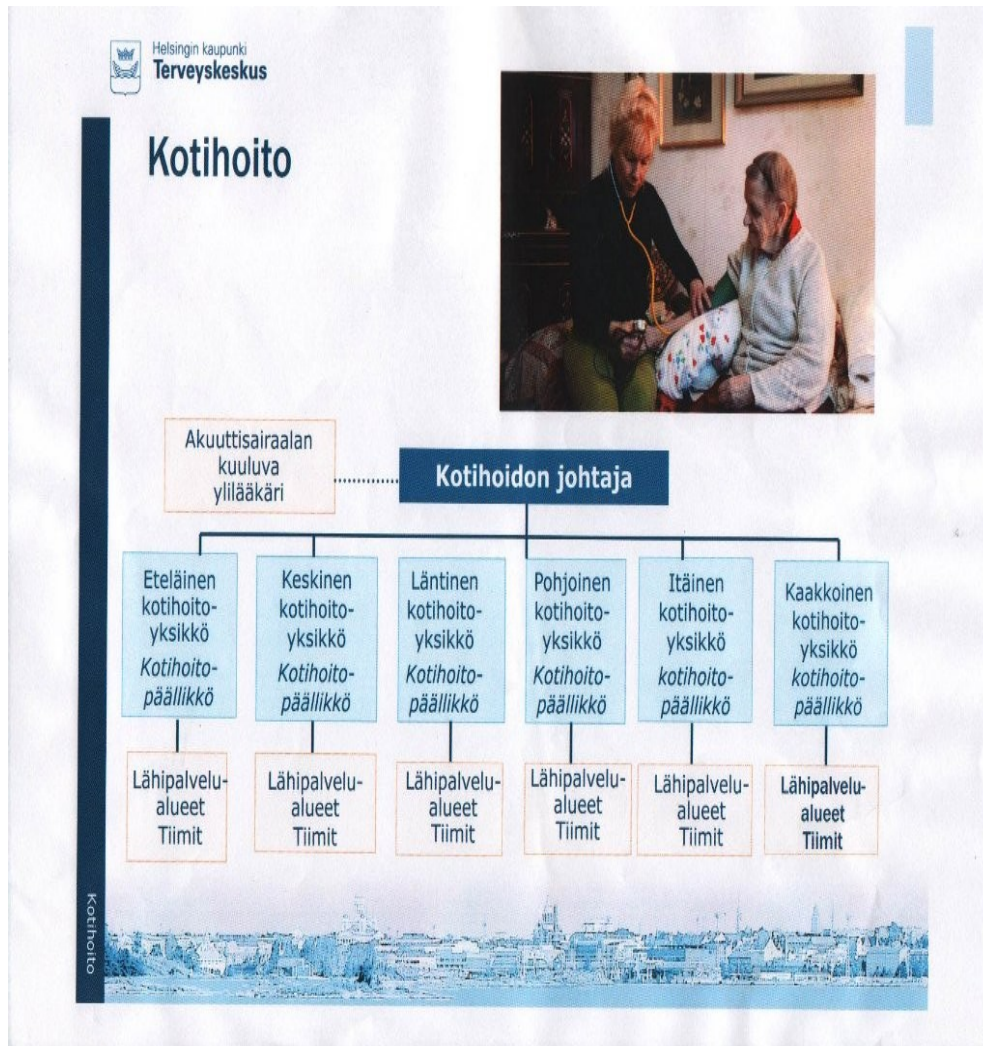 Helsingin kaupunki
Terveyskeskus
Kotihoito
Akuuttisairaalan
kuuluva
ylilääkäri
Kotihoidon johtaja
Eteläinen
kotihoito-
yksikkö
Kotihoito-
päällikkö
Keskinen
kotihoito-
yksikkö
Kotihoito-
päällikkö
Läntinen
kotihoito-
yksikkö
Kotihoito-
päällikkö
Pohjoinen
kotihoito-
yksikkö
Kotihoito-
päällikkö
Itäinen
kotihoito-
yksikkö
kotihoito-
päällikkö
Kaakkoinen
kotihoito-
yksikkö
kotihoito-
päällikkö
Lähipalvelu-
alueet
Tiimit
Lähipalvelu-
alueet
Tiimit
Lähipalvelu-
alueet
Tiimit
Lähipalvelu-
alueet
Tiimit
Lähipalvelu-
alueet
Tiimit
Lähipalvelu-
alueet
Tiimit
Kotihoito